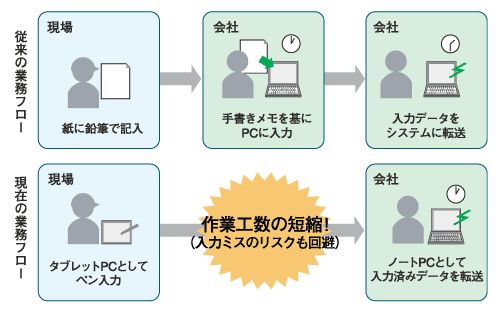 従来の業務フロー
現場
紙に鉛筆で記入
会社
手書きメモを基に
PCに入力
会社
入力データを
システムに転送
現在の業務フロー
現場
タブレットPCとして
ペン入力
作業工数の短縮!
(入力ミスのリスクも回避)
会社
ノートPCとして
入力済みデータを転送